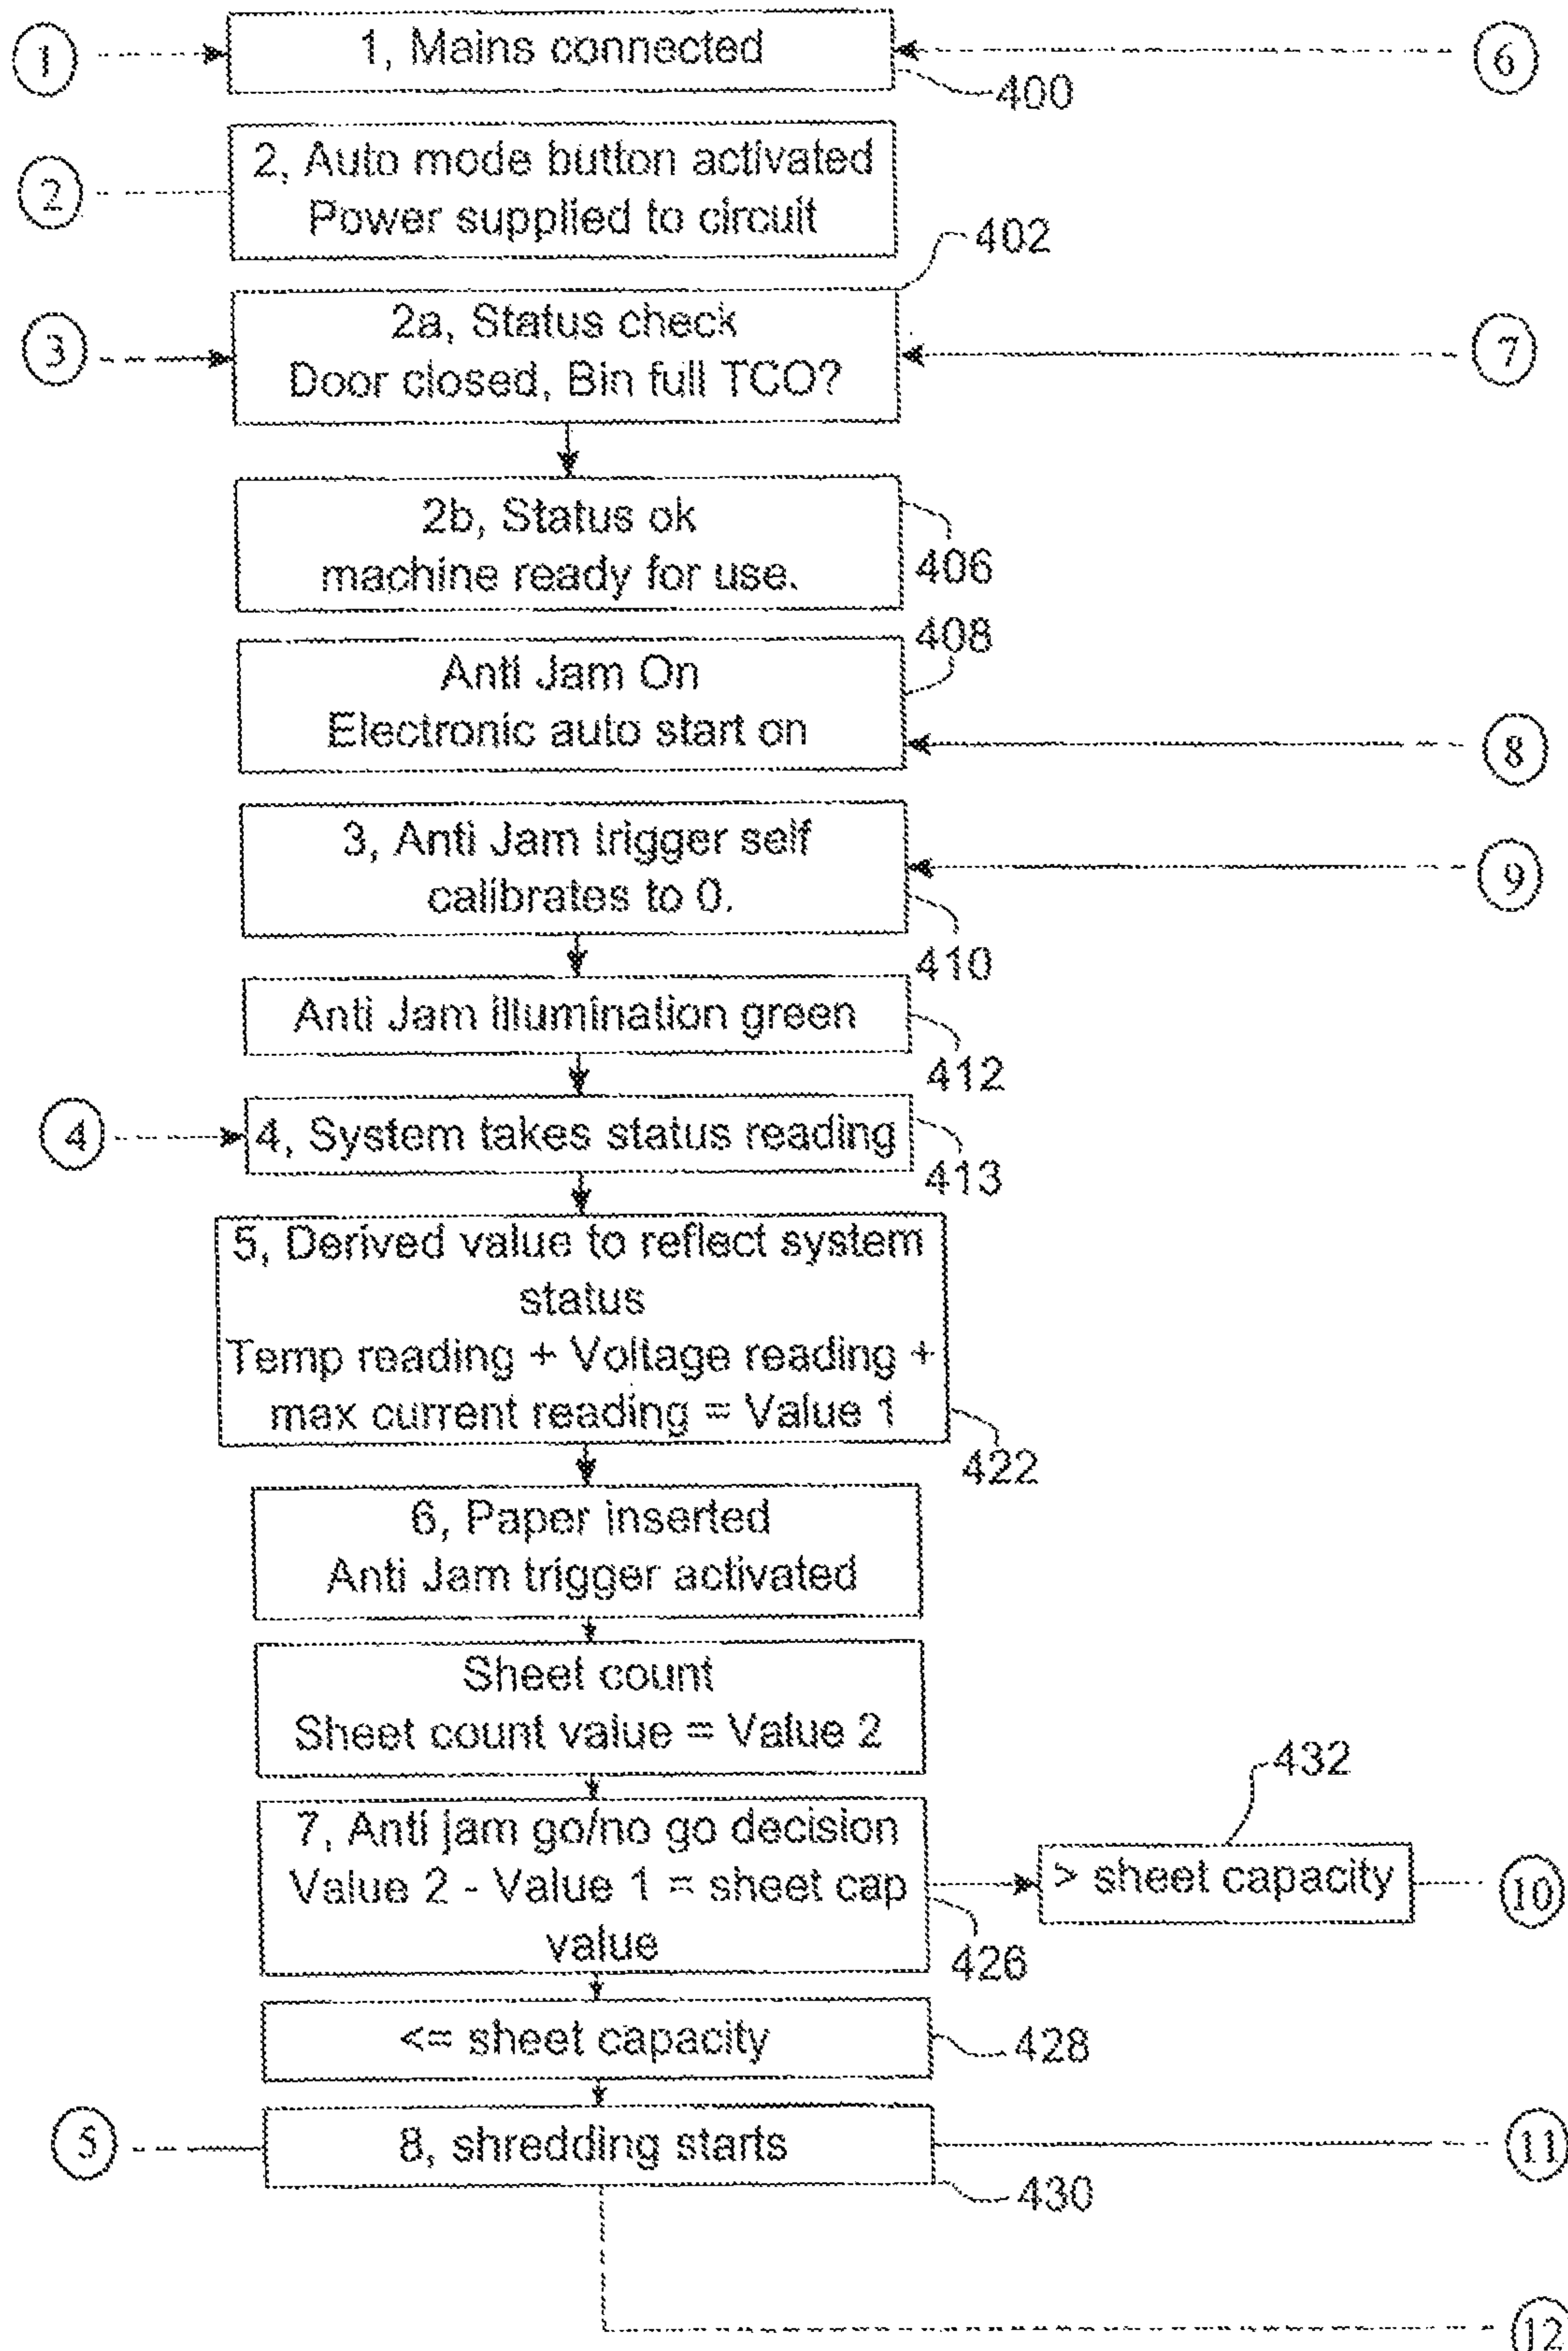 1
1, Mains connected
6
400
2
2, Auto mode button activated
Power supplied to circuit
402
3
2a, Status check
Door closed, Bin full TCO?
7
2b, Status ok
machine ready for use.
406
408
Anti Jam On
Electronic auto start on
8
3, Anti Jam trigger self
calibrates to 0.
9
410
Anti Jam illumination green
412
4
4, System takes status reading
413
5, Derived value to reflect system
status
Temp reading + Voltage reading +
max current reading = Value 1
422
6, Paper inserted
Anti Jam trigger activated
Sheet count
Sheet count value = Value 2
432
7, Anti jam go/no go decision
Value 2 - Value 1 = sheet cap
value
> sheet capacity
10
426
<= sheet capacity
428
5
8, shredding starts
11
430
12